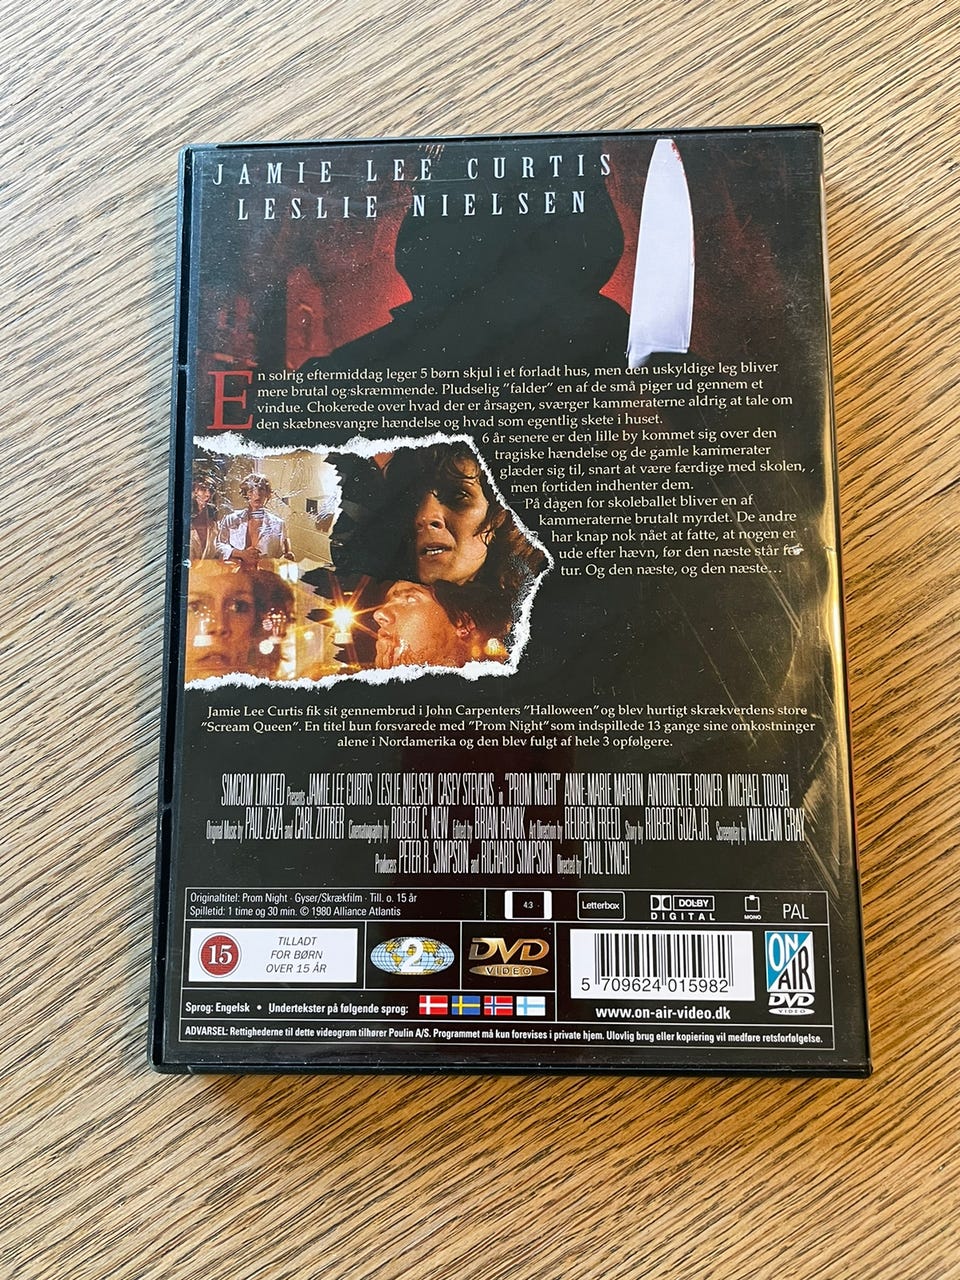 JAMIE LEE CURTIS
LESLIE NIELSEN
En solrig eftermiddag leger 5 børn skjul i et forladt hus, men den uskyldige leg bliver
mere brutal og skræmmende. Pludselig "falder" en af de små piger ud gennem et
vindue. Chokerede over hvad der er årsagen, sværger kammeraterne aldrig at tale om
den skæbnesvangre hændelse og hvad som egentlig skete i huset.
6 år senere er den lille by kommet sig over den
tragiske hændelse og de gamle kammerater
glæder sig til, snart at være færdige med skolen,
men fortiden indhenter dem.
På dagen for skoleballet bliver en af
kammeraterne brutalt myrdet. De andre
har knap nok nået at fatte, at nogen er
ude efter hævn, før den næste står for
tur. Og den næste, og den næste...
Jamie Lee Curtis fik sit gennembrud i John Carpenters "Halloween" og blev hurtigt skrækverdens store
"Scream Queen". En titel hun forsvarede med "Prom Night" som indspillede 13 gange sine omkostninger
alene i Nordamerika og den blev fulgt af hele 3 opfølgere.
SIMCOM LIMITED Presents JAMIE LEE CURTIS LESLIE NIELSEN CASEY STEVENS in "PROM NIGHT" ANNE-MARIE MARTIN ANTOINETTE BOWER MICHAEL TOUGH
Original Music by PAUL ZAZA and CARL ZITTRER Cinematography by ROBERT C. NEW Edited by BRIAN RAVOK Art Direction by REUBEN FREED Story by ROBERT GUZA JR. Screenplay by WILLIAM GRAY
Producers PETER R. SIMPSON and RICHARD SIMPSON Directed by PAUL LYNCH
Originaltitel: Prom Night · Gyser/Skrækfilm · Till. o. 15 år
Spilletid: 1 time og 30 min. © 1980 Alliance Atlantis
4:3
Letterbox
DOLBY
DIGITAL
MONO
PAL
15
TILLADT
FOR BØRN
OVER 15 ÅR
2
DVD
VIDEO
5 709624 015982
www.on-air-video.dk
ON
AIR
DVD
VIDEO
Sprog: Engelsk • Undertekster på følgende sprog:
ADVARSEL: Rettighederne til dette videogram tilhører Poulin A/S. Programmet må kun forevises i private hjem. Ulovlig brug eller kopiering vil medføre retsforfølgelse.